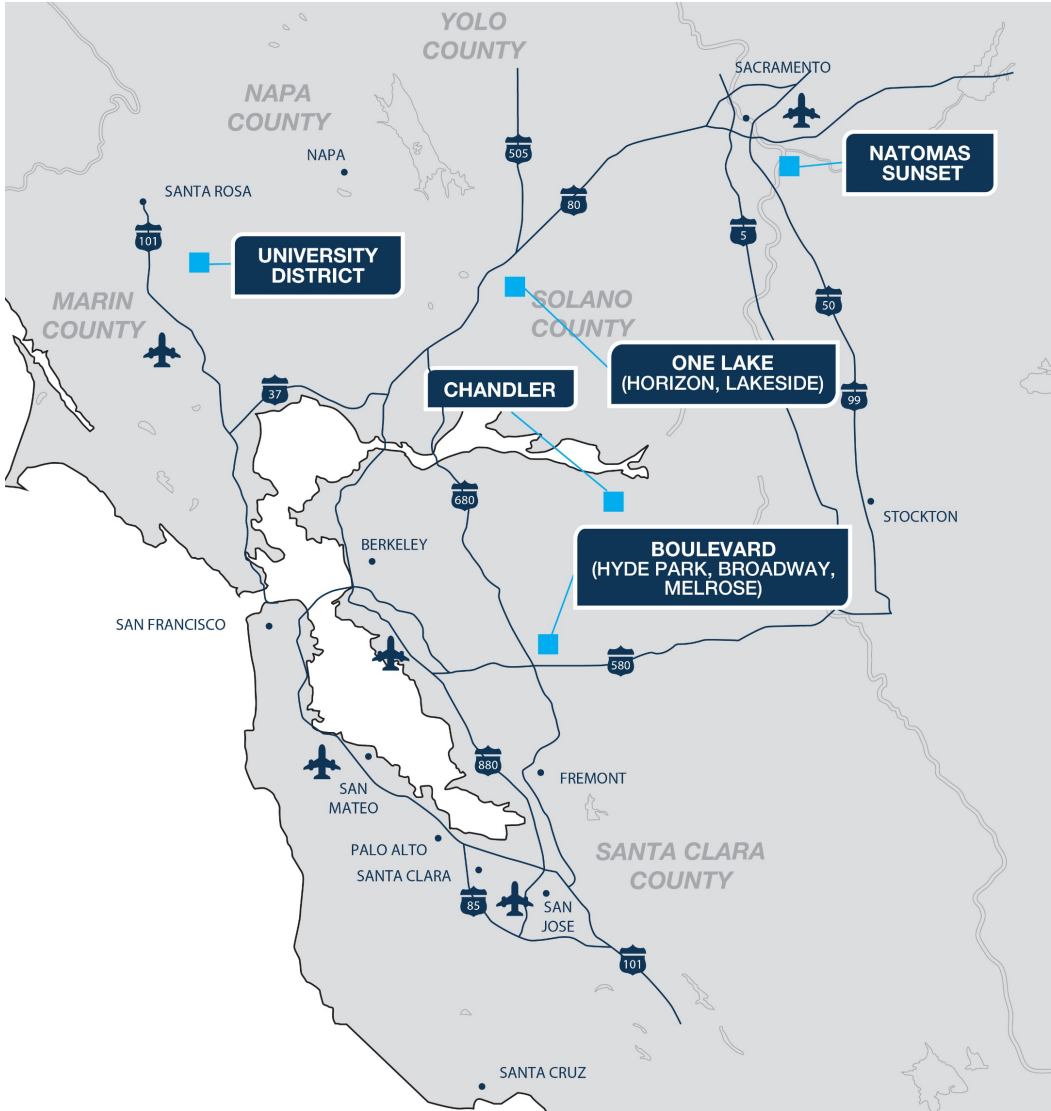 YOLO
COUNTY
SACRAMENTO
NAPA
COUNTY
505
NAPA
NATOMAS
SUNSET
SANTA ROSA
80
101
5
UNIVERSITY
DISTRICT
MARIN
COUNTY
SOLANO
COUNTY
50
ONE LAKE
(HORIZON, LAKESIDE)
CHANDLER
37
99
680
STOCKTON
BERKELEY
BOULEVARD
(HYDE PARK, BROADWAY,
MELROSE)
SAN FRANCISCO
580
880
FREMONT
SAN
MATEO
PALO ALTO
SANTA CLARA
SANTA CLARA
COUNTY
85
SAN
JOSE
101
SANTA CRUZ